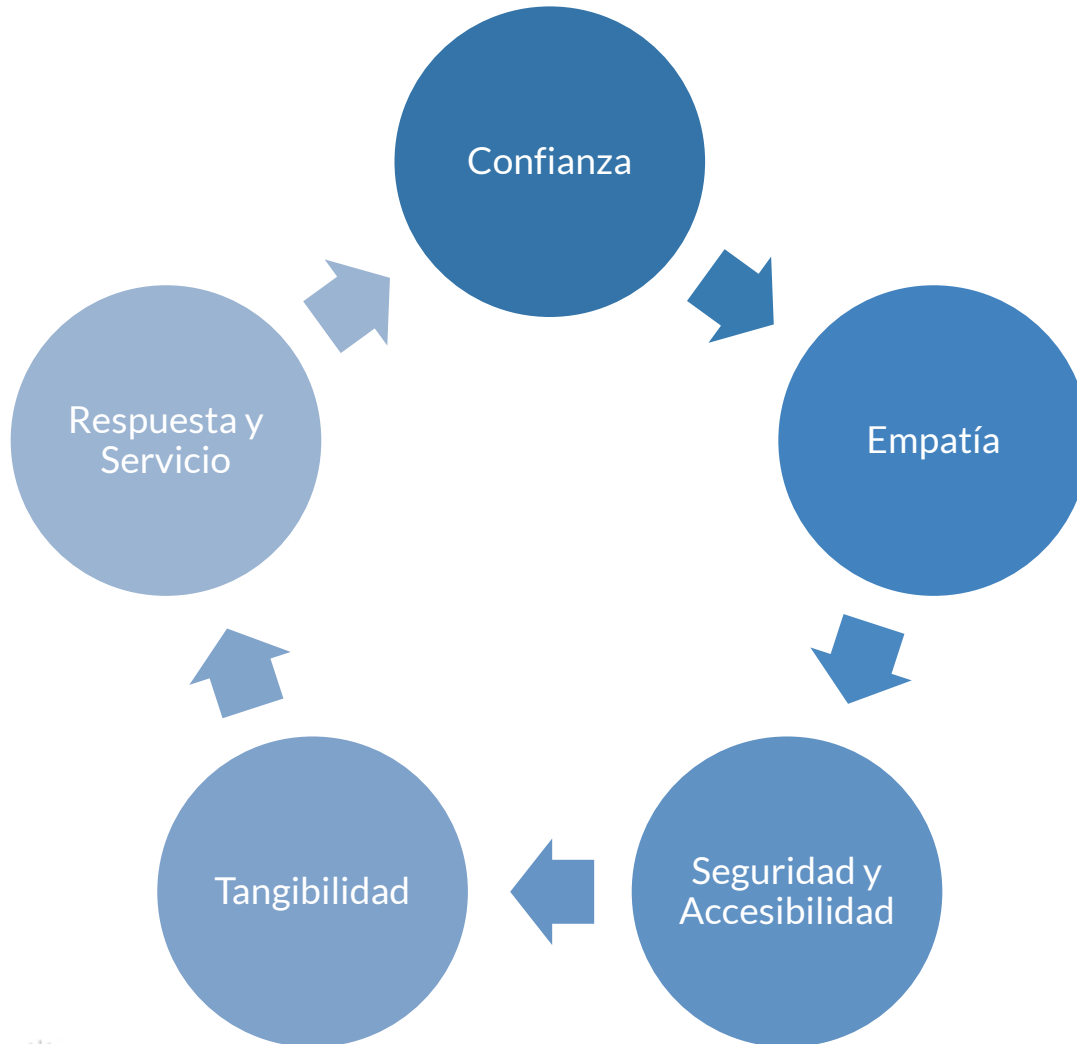 Confianza
Empatía
Seguridad y
Accesibilidad
Tangibilidad
Respuesta y
Servicio